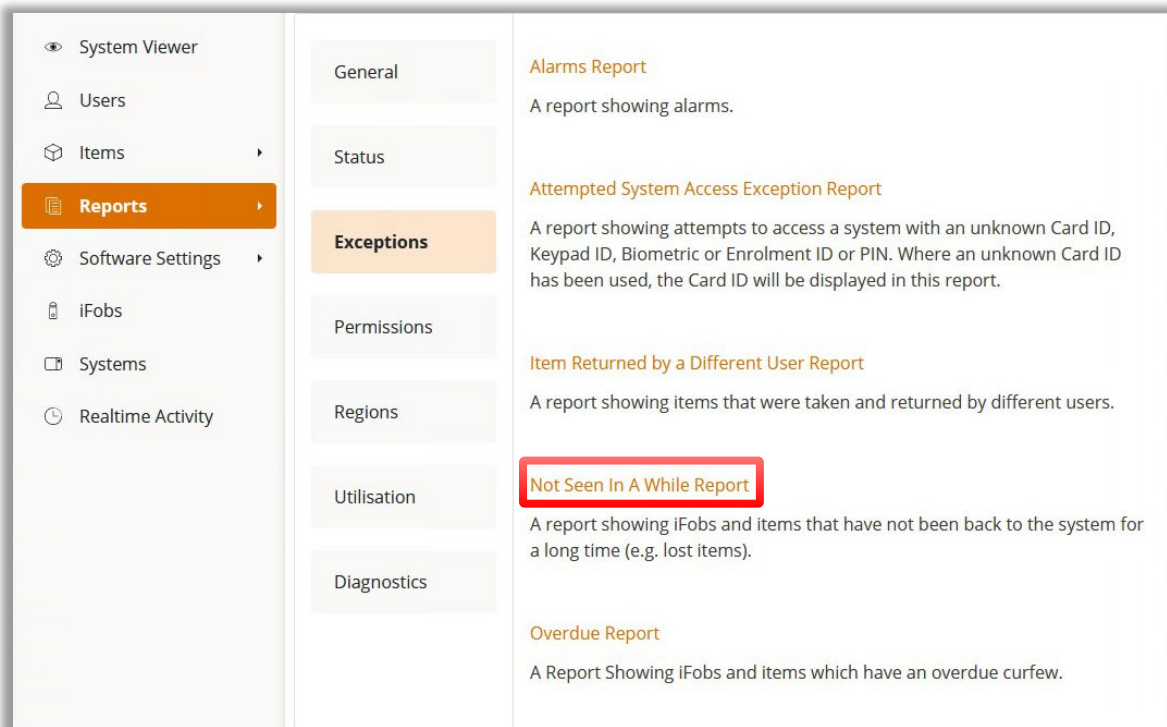 System Viewer
Users
Items
Reports
Software Settings
iFobs
Systems
Realtime Activity
General
Status
Exceptions
Permissions
Regions
Utilisation
Diagnostics
Alarms Report
A report showing alarms.
Attempted System Access Exception Report
A report showing attempts to access a system with an unknown Card ID,
Keypad ID, Biometric or Enrolment ID or PIN. Where an unknown Card ID
has been used, the Card ID will be displayed in this report.
Item Returned by a Different User Report
A report showing items that were taken and returned by different users.
Not Seen In A While Report
A report showing iFobs and items that have not been back to the system for
a long time (e.g. lost items).
Overdue Report
A Report Showing iFobs and items which have an overdue curfew.